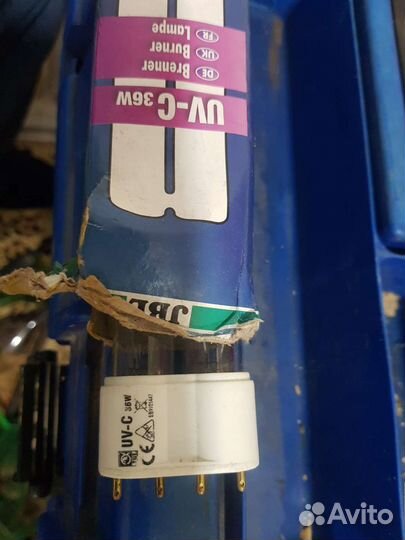 UV-C 36W
DE Brenner
UK Burner
FR Lampe
JBL
UV-C 36W
CE
Avito